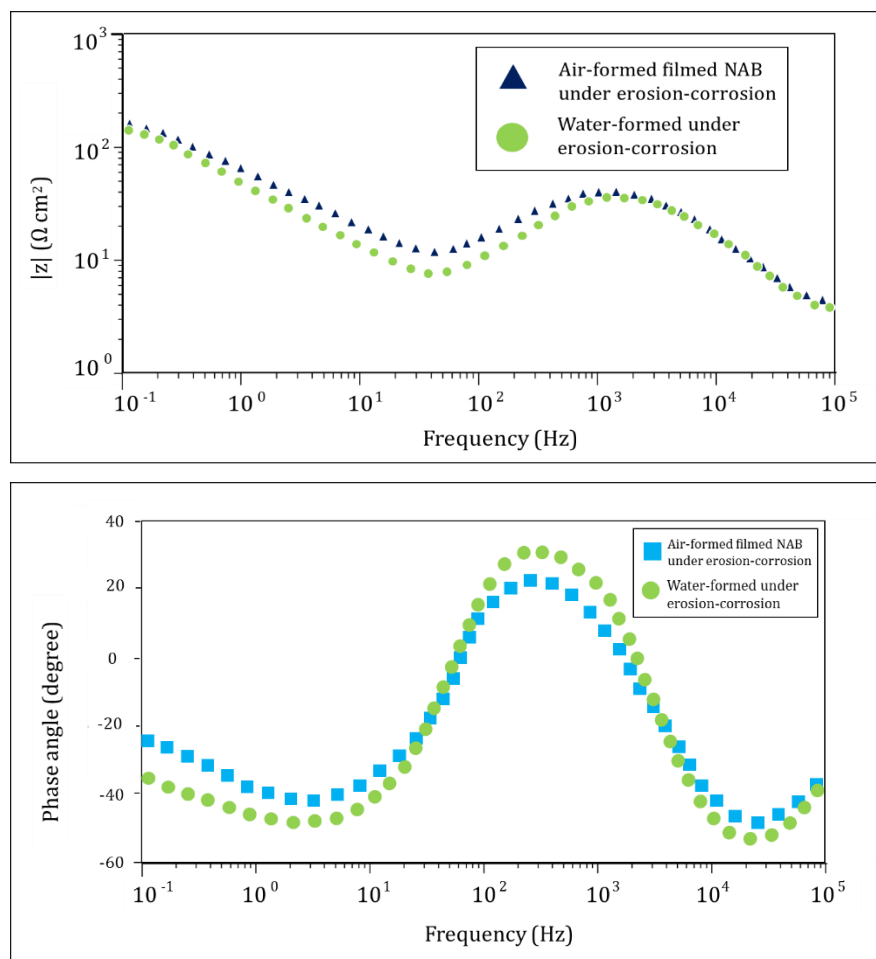 10³
Air-formed filmed NAB
under erosion-corrosion
Water-formed under
erosion-corrosion
10²
|z| (Ω cm²)
10¹
10⁰
10⁻¹ 10⁰ 10¹ 10² 10³ 10⁴ 10⁵
Frequency (Hz)
40
Air-formed filmed NAB
under erosion-corrosion
Water-formed under
erosion-corrosion
20
0
Phase angle (degree)
-20
-40
-60
10⁻¹ 10⁰ 10¹ 10² 10³ 10⁴ 10⁵
Frequency (Hz)